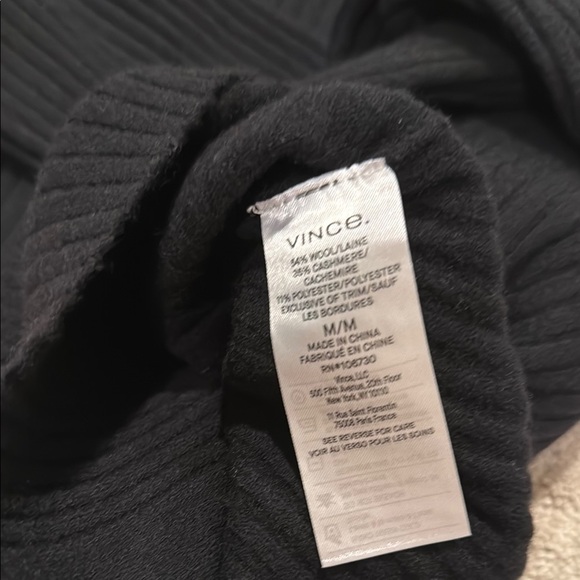 VINCE.
54% WOOL/LAINE
35% CASHMERE/
CACHEMIRE
11% POLYESTER/POLYESTER
EXCLUSIVE OF TRIM/SAUF
LES BORDURES
M/M
MADE IN CHINA
FABRIQUÉ EN CHINE
RN#106730
Vince, LLC
500 Fifth Avenue, 20th Floor
New York, NY 10110
11 Rue Saint Florentin
75008 Paris France
SEE REVERSE FOR CARE
VOIR AU VERSO POUR LES SOINS